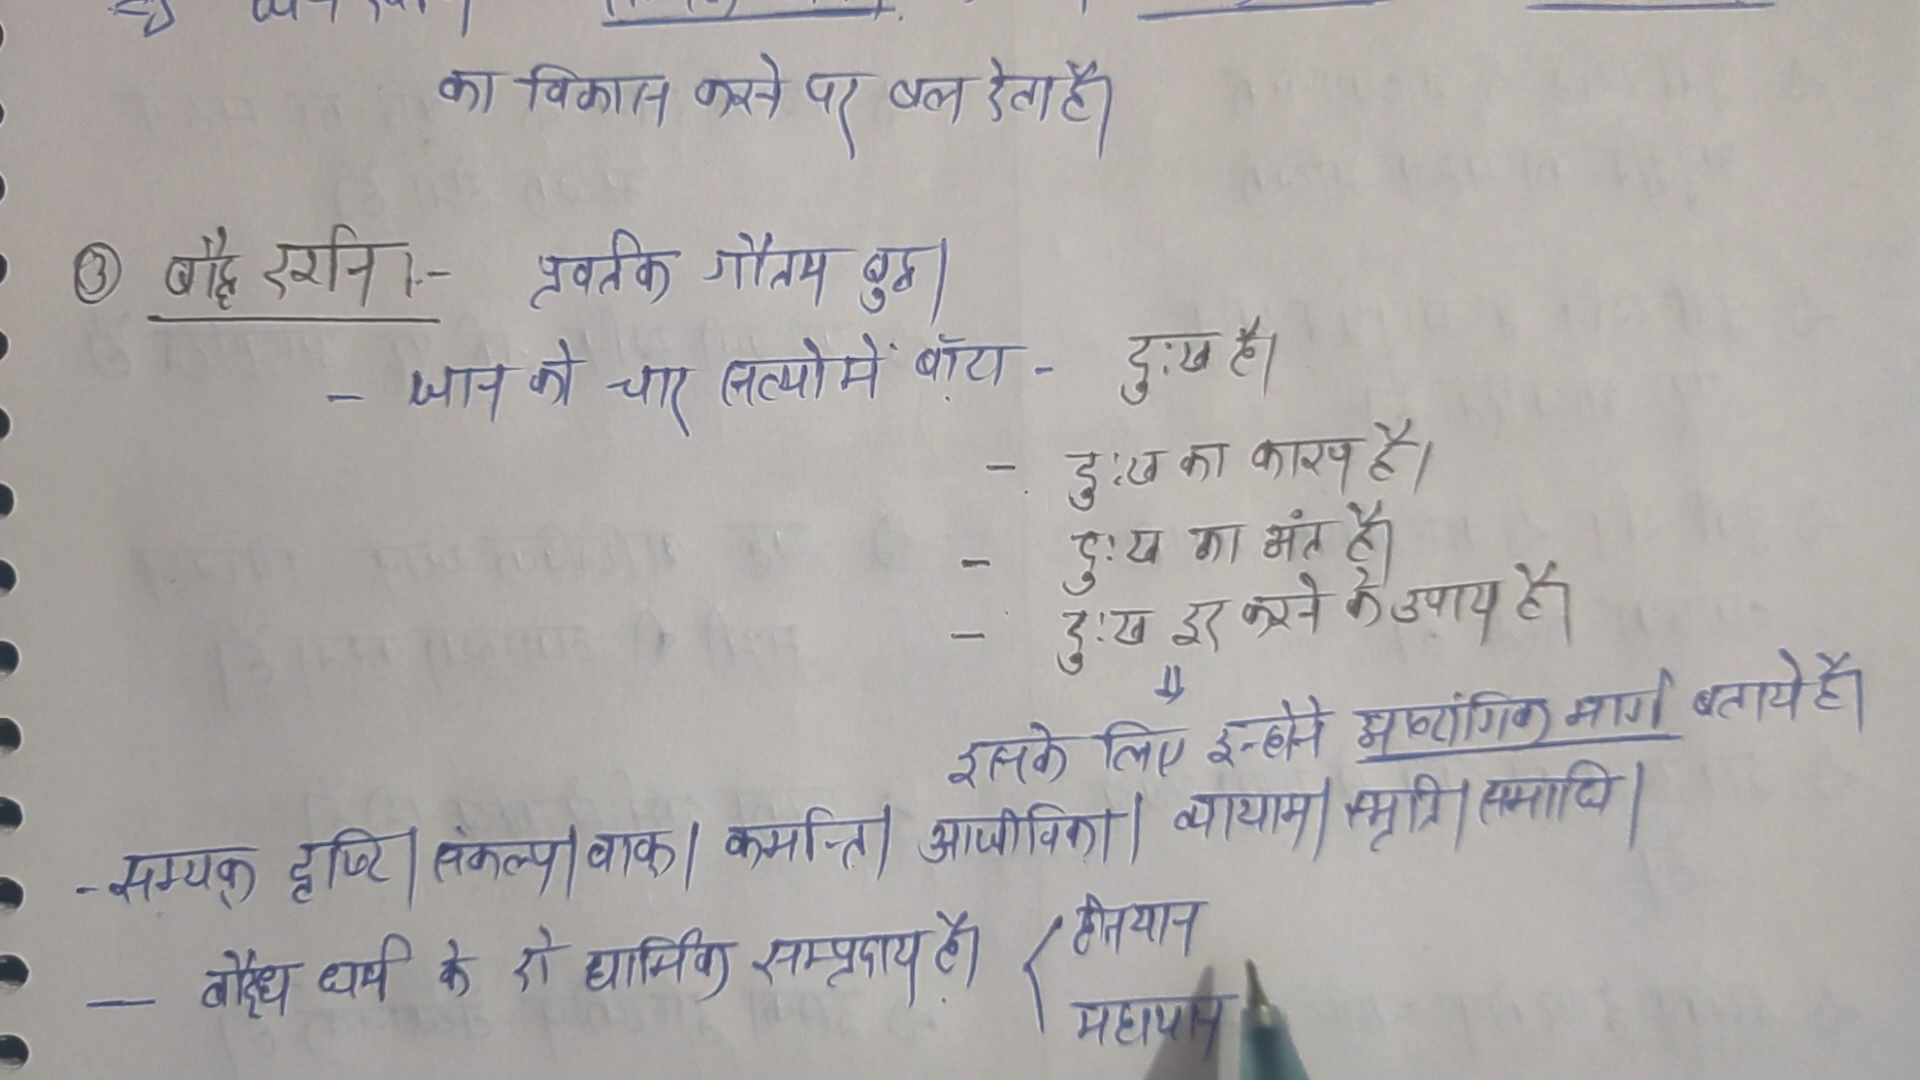 का विकास करने पर बल देता है।
③ बौद्ध दर्शन :- प्रवर्तक गौतम बुद्ध।
- ज्ञान को चार सत्यो में बाँटा - दुःख है।
- दुःख का कारण है।
- दुःख का अंत है।
- दुःख दूर करने के उपाय है।
⇓
इसके लिए इन्होने अष्टांगिक मार्ग बताये है।
- सम्यक् दृष्टि। संकल्प। वाक्। कर्मान्त। आजीविका। व्यायाम। स्मृति। समाधि।
- बौद्ध धर्म के दो धार्मिक सम्प्रदाय है। { हीनयान
महायान